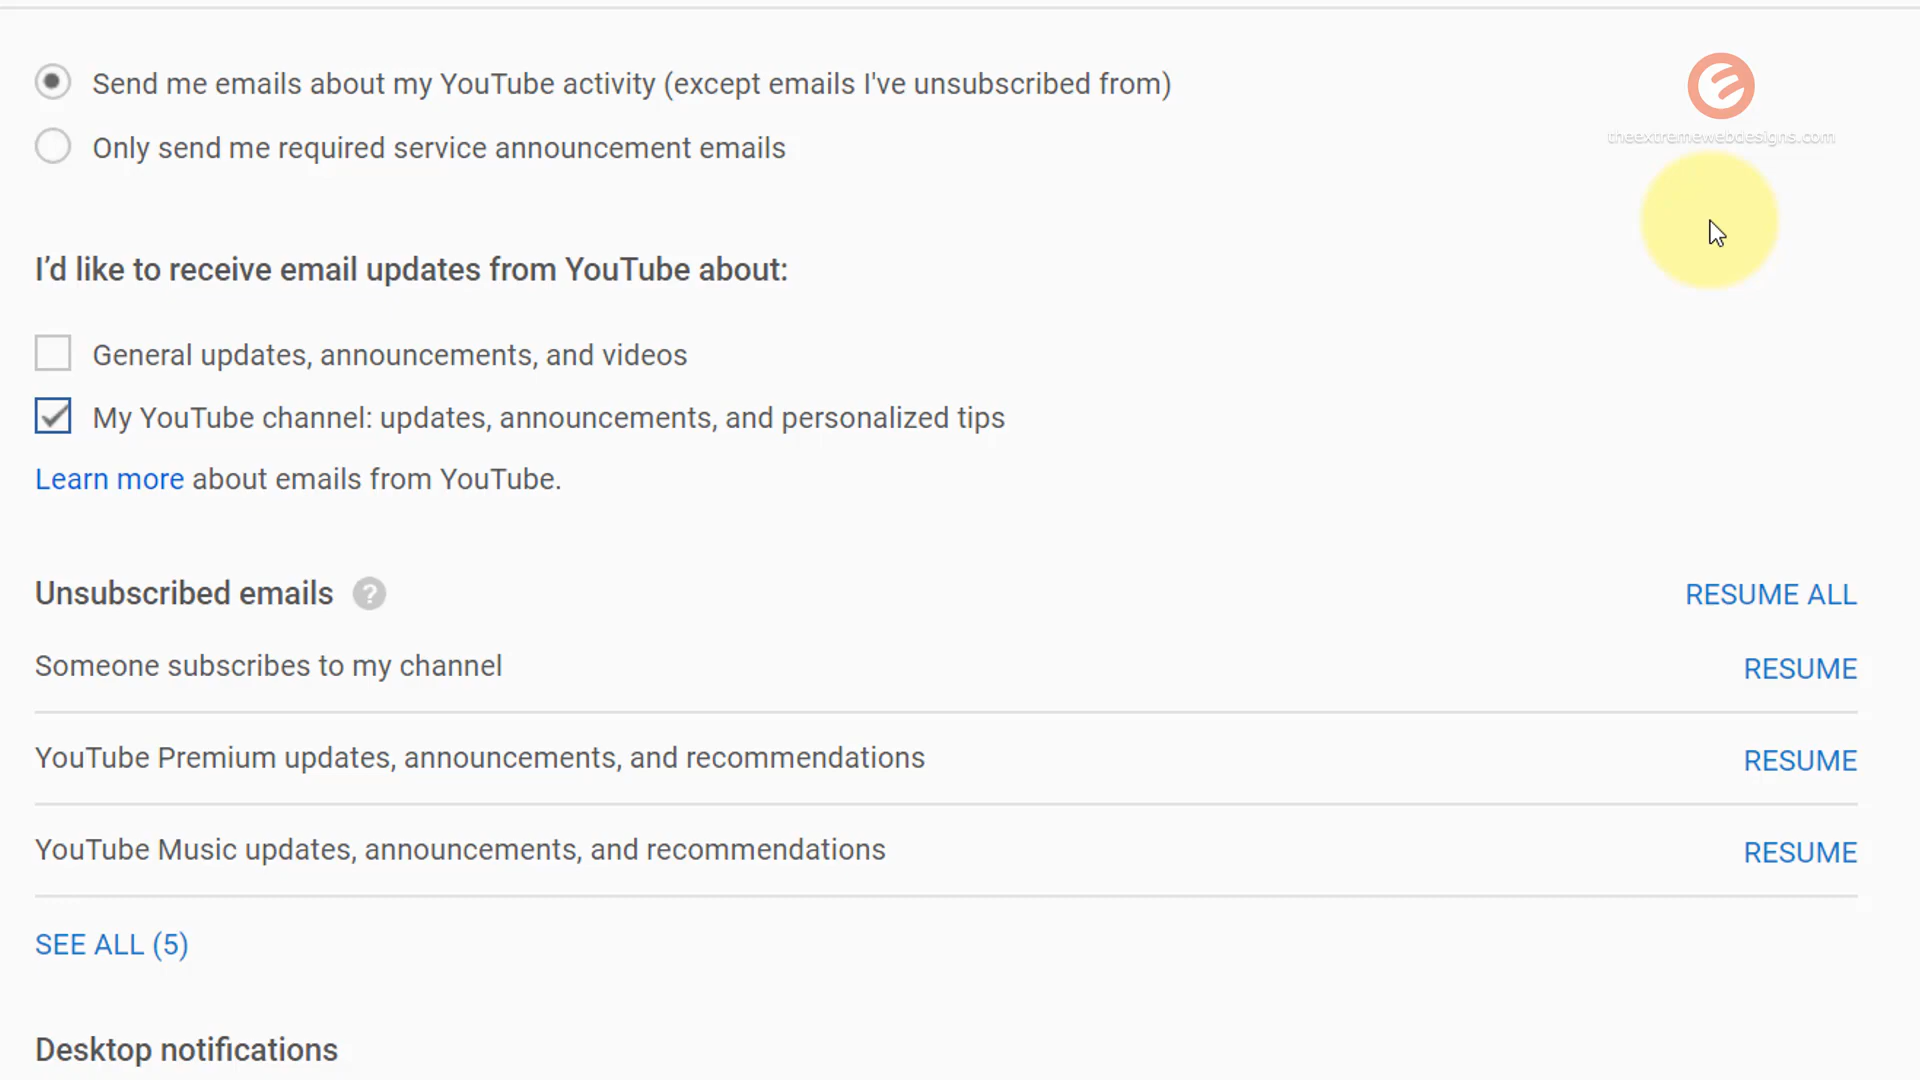 Send me emails about my YouTube activity (except emails I've unsubscribed from)
theextremewebdesigns.com
Only send me required service announcement emails
I’d like to receive email updates from YouTube about:
General updates, announcements, and videos
My YouTube channel: updates, announcements, and personalized tips
Learn more about emails from YouTube.
Unsubscribed emails ?
RESUME ALL
Someone subscribes to my channel
RESUME
YouTube Premium updates, announcements, and recommendations
RESUME
YouTube Music updates, announcements, and recommendations
RESUME
SEE ALL (5)
Desktop notifications